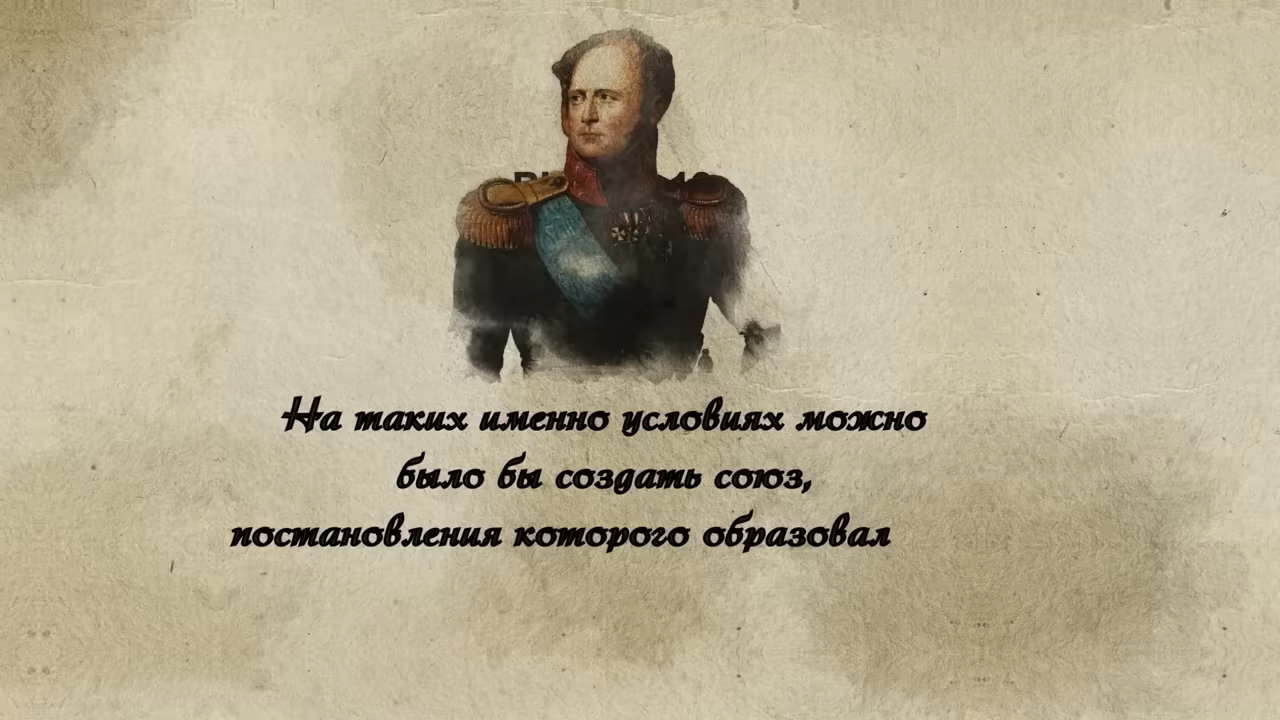 На таких именно условиях можно
было бы создать союз,
постановления которого образовал